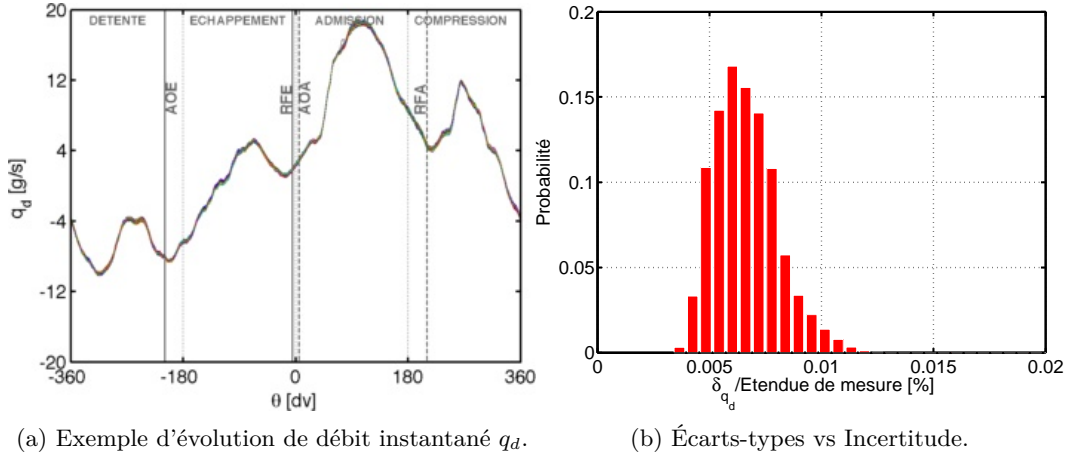 DETENTE ECHAPPEMENT ADMISSION COMPRESSION
AOE RFE AOA RFA
20
12
4
-4
-12
-20
q_d [g/s]
-360 -180 0 180 360
θ [dv]
(a) Exemple d'évolution de débit instantané q_d.
0.2
0.15
0.1
0.05
0
Probabilité
0 0.005 0.01 0.015 0.02
δ_{q_d}/Etendue de mesure [%]
(b) Écarts-types vs Incertitude.